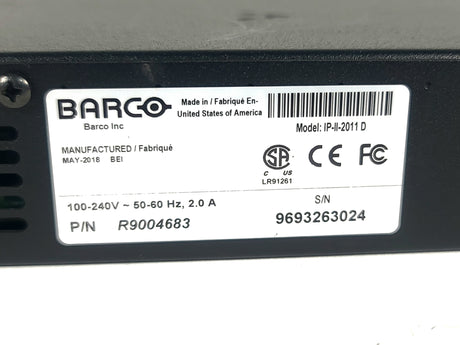 BARCO
Barco Inc
Made in / Fabriqué En-
United States of America
Model: IP-II-2011 D
MANUFACTURED / Fabriqué
MAY-2018 BEI
SA
C US
LR91261
CE FC
100-240V ~ 50-60 Hz, 2.0 A
P/N R9004683
S/N
9693263024